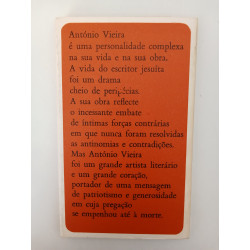 António Vieira
é uma personalidade complexa
na sua vida e na sua obra.
A vida do escritor jesuíta
foi um drama
cheio de peripécias.
A sua obra reflecte
o incessante embate
de íntimas forças contrárias
em que nunca foram resolvidas
as antinomias e contradições.
Mas António Vieira
foi um grande artista literário
e um grande coração,
portador de uma mensagem
de patriotismo e generosidade
em cuja pregação
se empenhou até à morte.